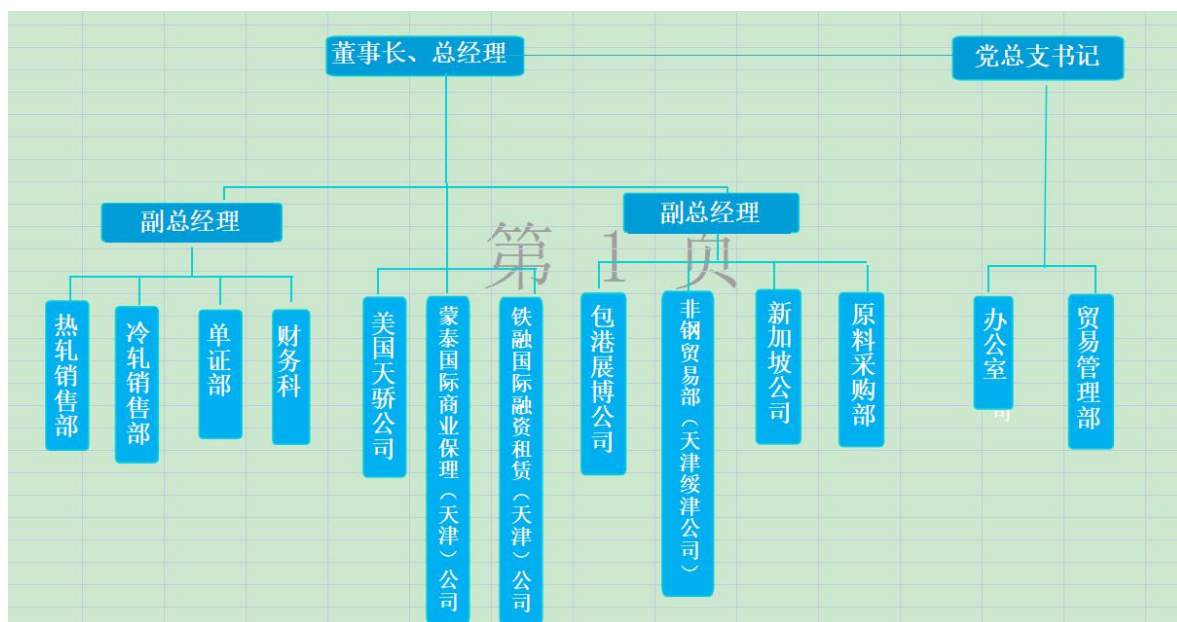 董事长、总经理
党总支书记
副总经理
副总经理
第 1 页
热轧销售部
冷轧销售部
单证部
财务科
美国天骄公司
蒙泰国际商业保理（天津）公司
铁融国际融资租赁（天津）公司
包港展博公司
非钢贸易部（天津绥津公司）
新加坡公司
原料采购部
办公室
司
贸易管理部